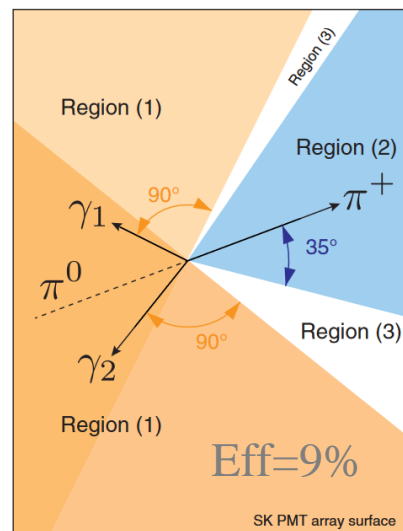 Region (3)
Region (1)
Region (2)
90°
γ1
π+
35°
π0
γ2
90°
Region (3)
Region (1)
Eff=9%
SK PMT array surface